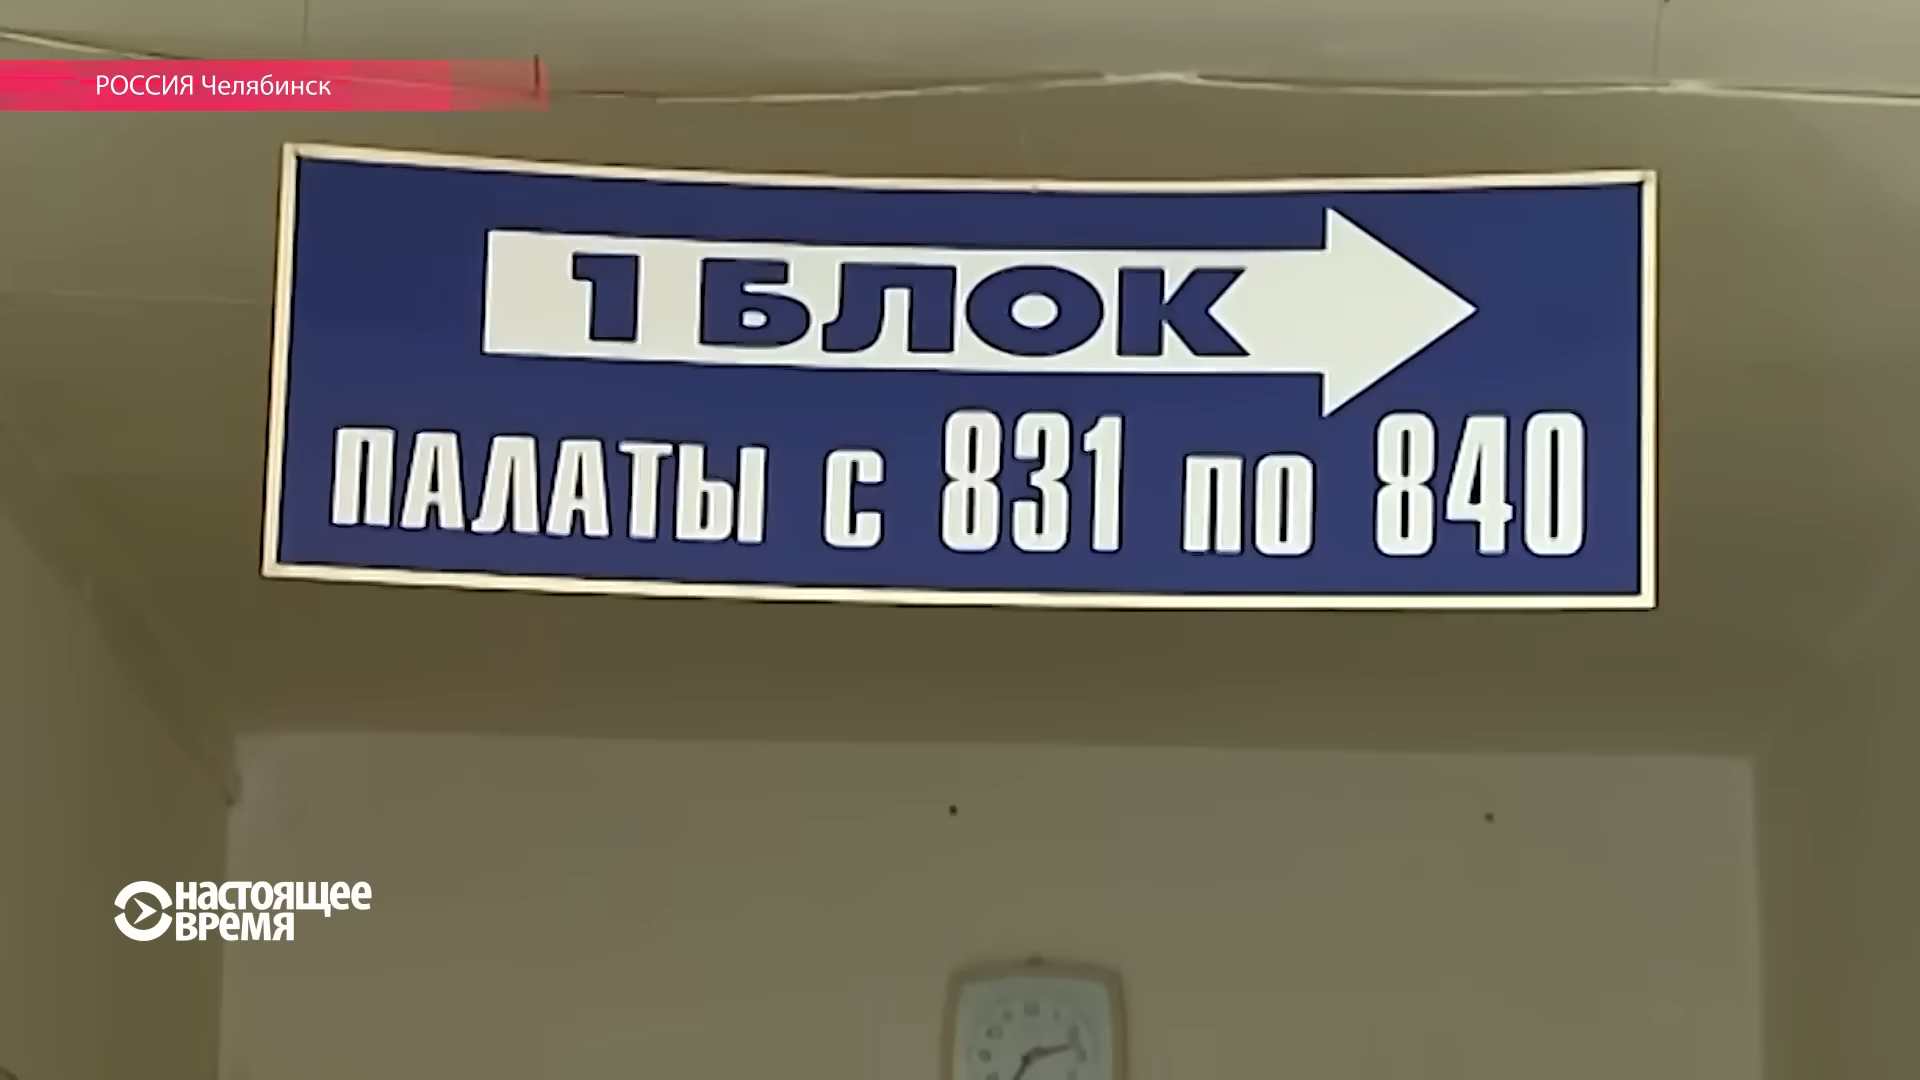 РОССИЯ Челябинск
1 БЛОК
ПАЛАТЫ с 831 по 840
НАСТОЯЩЕЕ
ВРЕМЯ